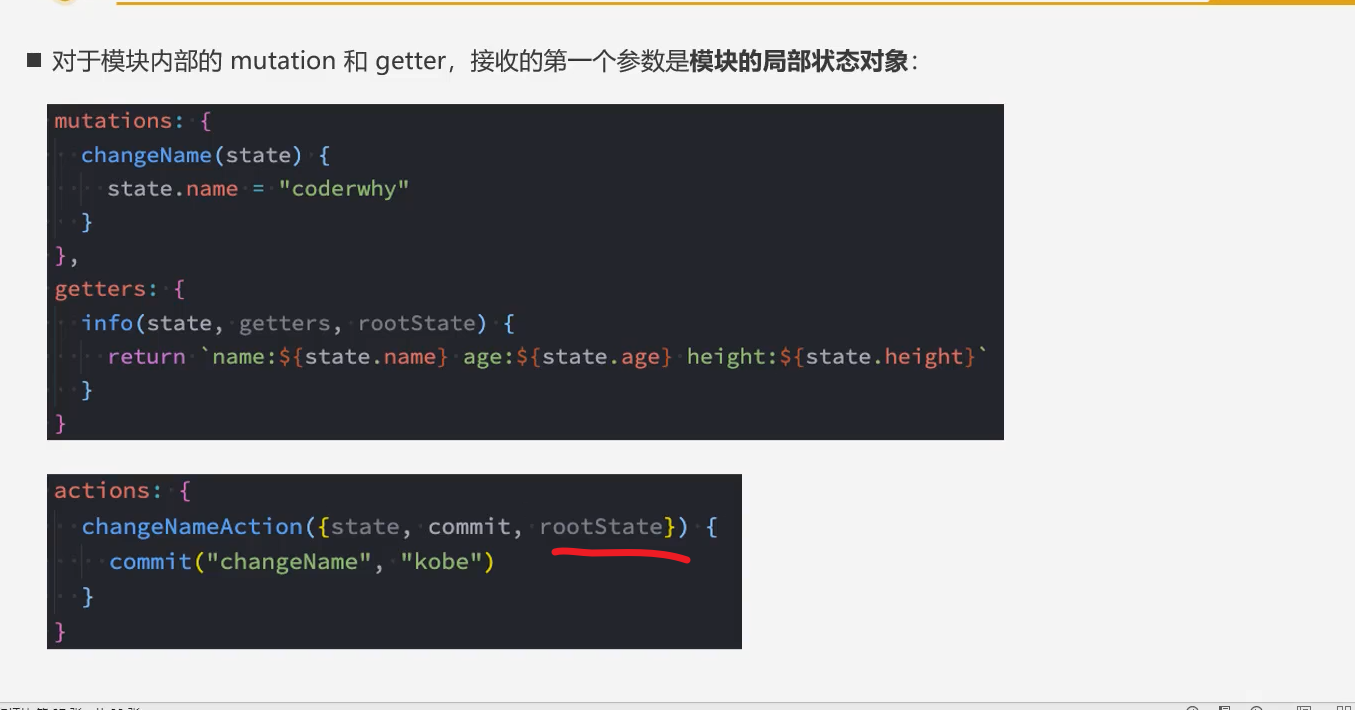 ■ 对于模块内部的 mutation 和 getter，接收的第一个参数是模块的局部状态对象：
mutations: {
changeName(state) {
state.name = "coderwhy"
}
},
getters: {
info(state, getters, rootState) {
return `name:${state.name} age:${state.age} height:${state.height}`
}
}
actions: {
changeNameAction({state, commit, rootState}) {
commit("changeName", "kobe")
}
}